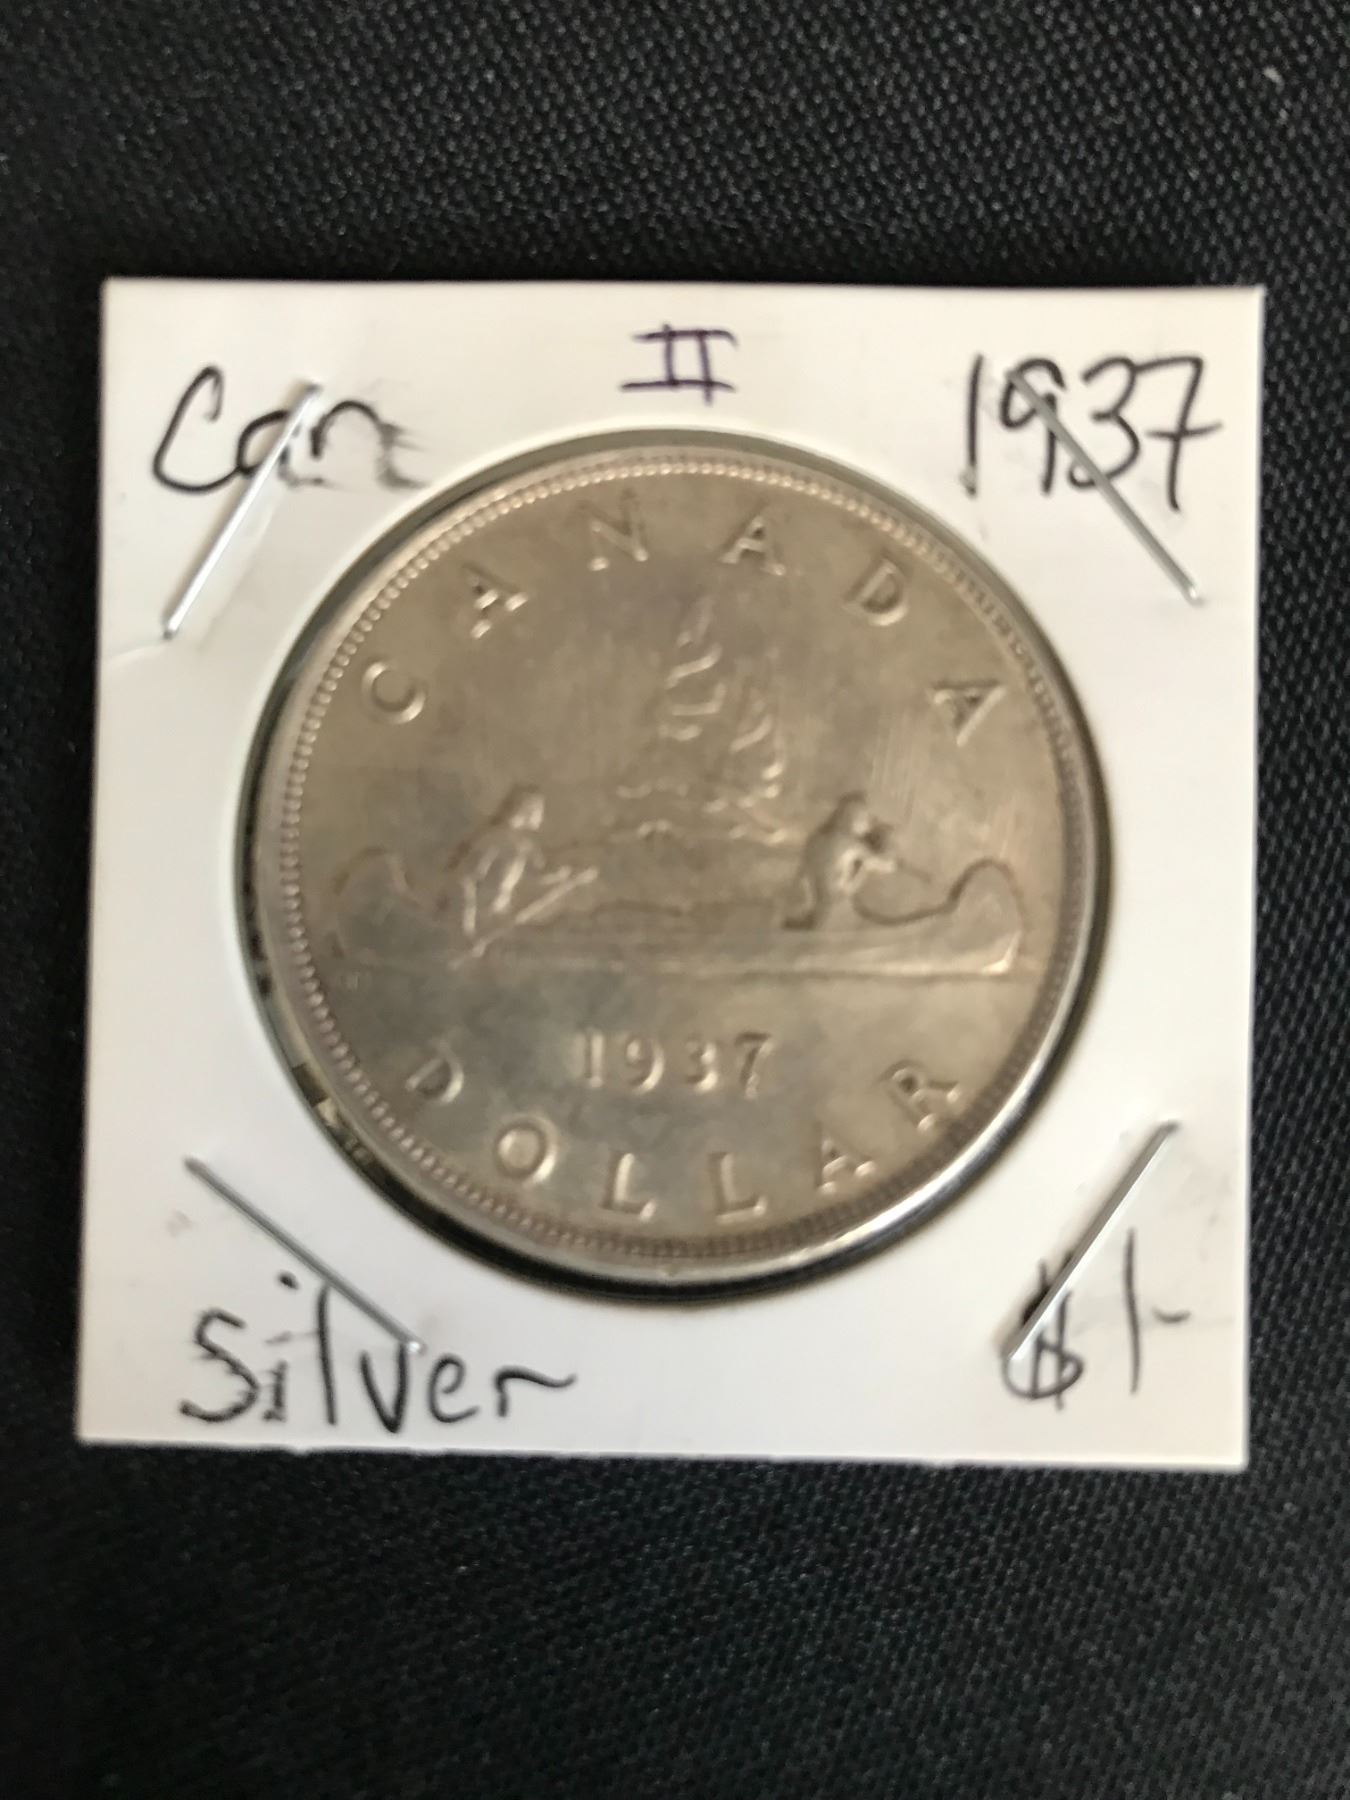 Can II 1937
CANADA
1937
DOLLAR
Silver $1-